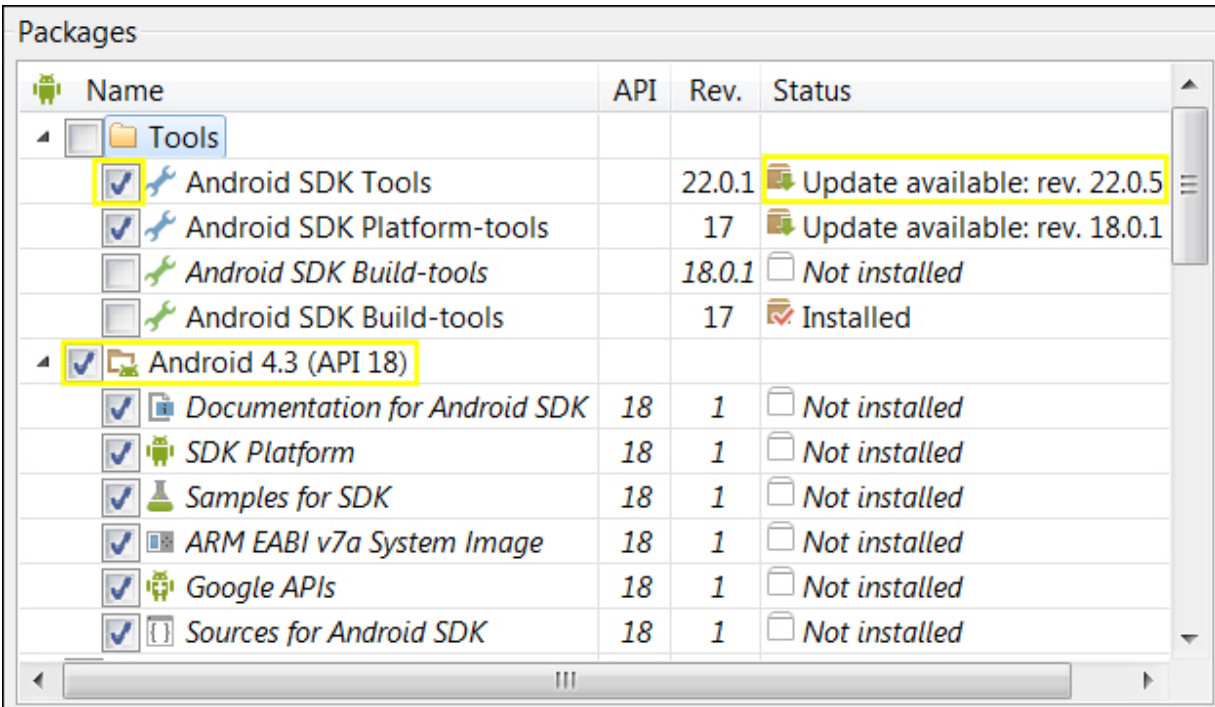 Packages
Name API Rev. Status
Tools
Android SDK Tools 22.0.1 Update available: rev. 22.0.5
Android SDK Platform-tools 17 Update available: rev. 18.0.1
Android SDK Build-tools 18.0.1 Not installed
Android SDK Build-tools 17 Installed
Android 4.3 (API 18)
Documentation for Android SDK 18 1 Not installed
SDK Platform 18 1 Not installed
Samples for SDK 18 1 Not installed
ARM EABI v7a System Image 18 1 Not installed
Google APIs 18 1 Not installed
Sources for Android SDK 18 1 Not installed